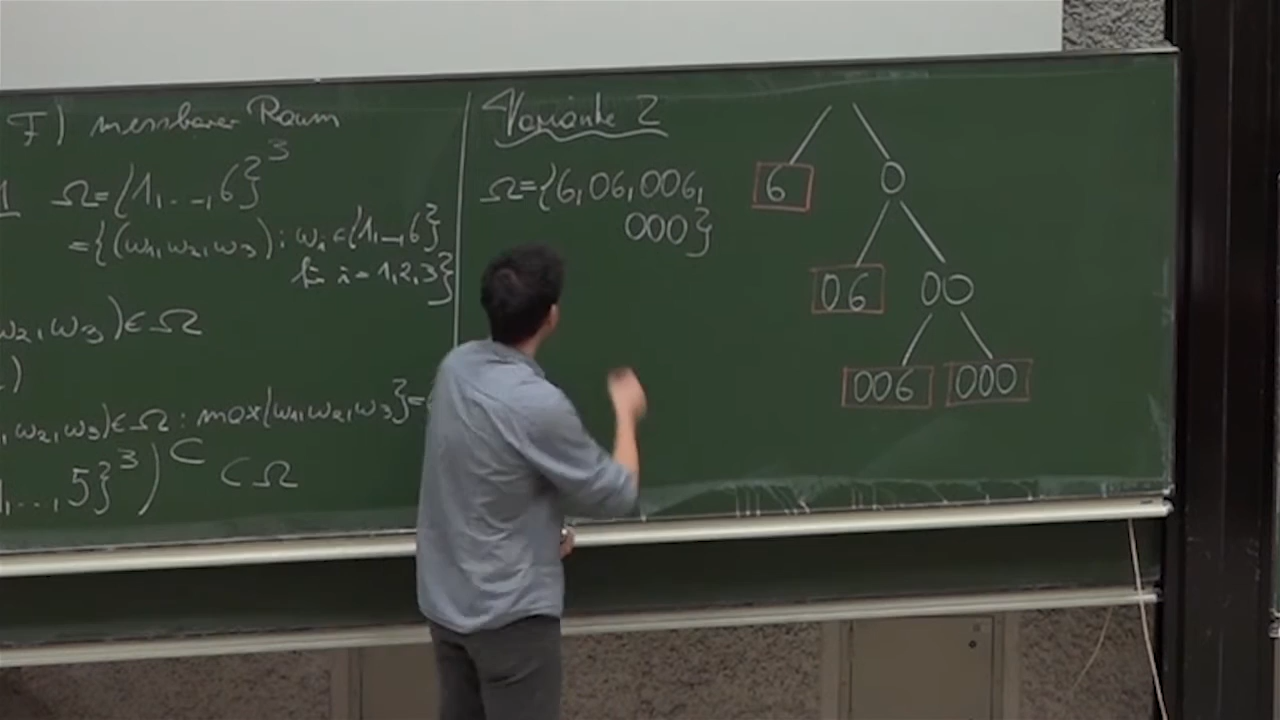 F) messbarer Raum
1 Ω={1,...,6}³
={(ω₁,ω₂,ω₃): ωᵢ∈{1,...,6}
für i=1,2,3}
ω₂,ω₃)∈Ω
)
,ω₂,ω₃)∈Ω: max{ω₁,ω₂,ω₃}=
1,...,5}³)ᶜ ⊂Ω
Variante 2
Ω={6,06,006,
000}
6 0
06 00
006 000